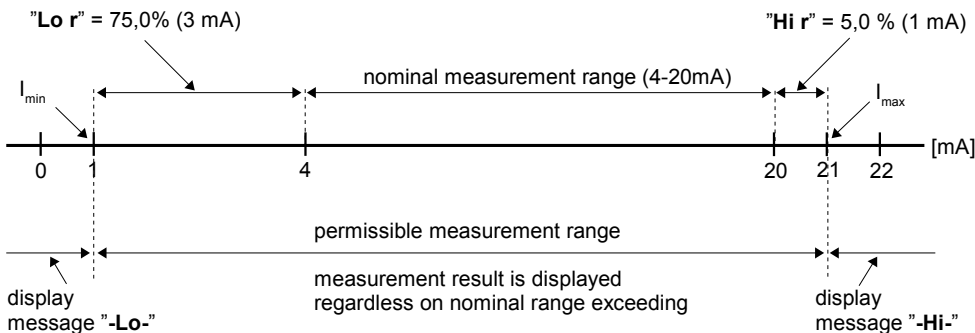 "Lo r" = 75,0% (3 mA)
"Hi r" = 5,0 % (1 mA)
nominal measurement range (4-20mA)
Imin
Imax
[mA]
0 1 4 20 21 22
permissible measurement range
measurement result is displayed
regardless on nominal range exceeding
display
message "-Lo-"
display
message "-Hi-"